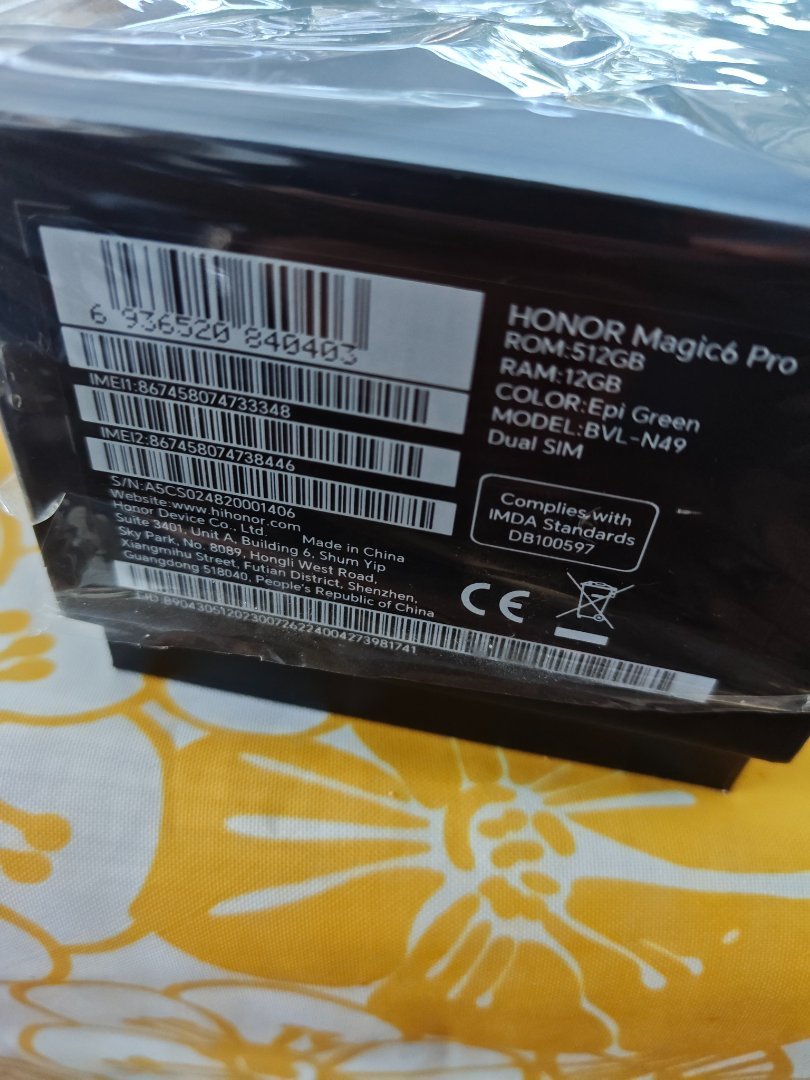 6 936520 840403
IMEI1:867458074733348
IMEI2:867458074738446
S/N:A5CS024820001406
Website:www.hihonor.com
Honor Device Co., Ltd. Made in China
Suite 3401, Unit A, Building 6, Shum Yip
Sky Park, No. 8089, Hongli West Road,
Xiangmihu Street, Futian District, Shenzhen,
Guangdong 518040, People's Republic of China
HONOR Magic6 Pro
ROM:512GB
RAM:12GB
COLOR:Epi Green
MODEL:BVL-N49
Dual SIM
Complies with
IMDA Standards
DB100597
CE